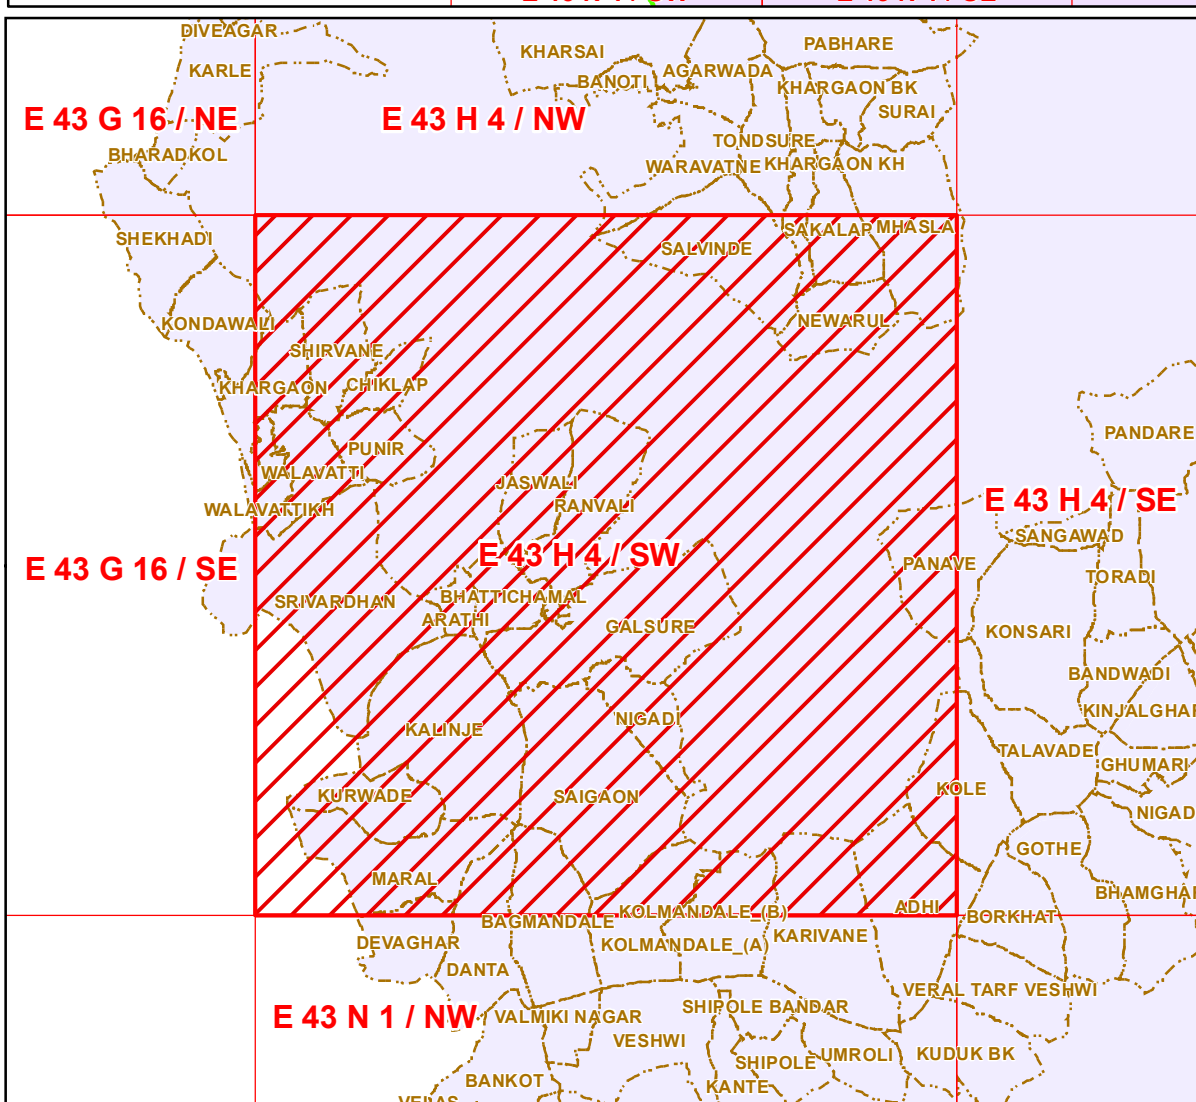 DIVEAGAR
KARLE
KHARSAI
BANOTI
AGARWADA
PABHARE
KHARGAON BK
SURAI
E 43 G 16 / NE
E 43 H 4 / NW
BHARADKOL
TONDSURE
WARAVATNE
KHARGAON KH
SHEKHADI
SALVINDE
SAKALAP
MHASLA
KONDAWALI
NEWARUL
SHIRVANE
KHARGAON
CHIKLAP
PANDARE
PUNIR
WALAVATTI
JASWALI
RANVALI
WALAVATTIKH
E 43 H 4 / SE
SANGAWAD
E 43 G 16 / SE
E 43 H 4 / SW
PANAVE
TORADI
SRIVARDHAN
BHATTICHAMAL
ARATHI
GALSURE
KONSARI
BANDWADI
KINJALGHAR
NIGADI
KALINJE
TALAVADE
GHUMARI
KURWADE
SAIGAON
KOLE
NIGAD
GOTHE
MARAL
BHAMGHAR
BAGMANDALE
KOLMANDALE_(B)
ADHI
BORKHAT
DEVAGHAR
KOLMANDALE_(A)
KARIVANE
DANTA
VERAL TARF VESHWI
E 43 N 1 / NW
VALMIKI NAGAR
SHIPOLE BANDAR
VESHWI
SHIPOLE
UMROLI
KUDUK BK
BANKOT
KANTE